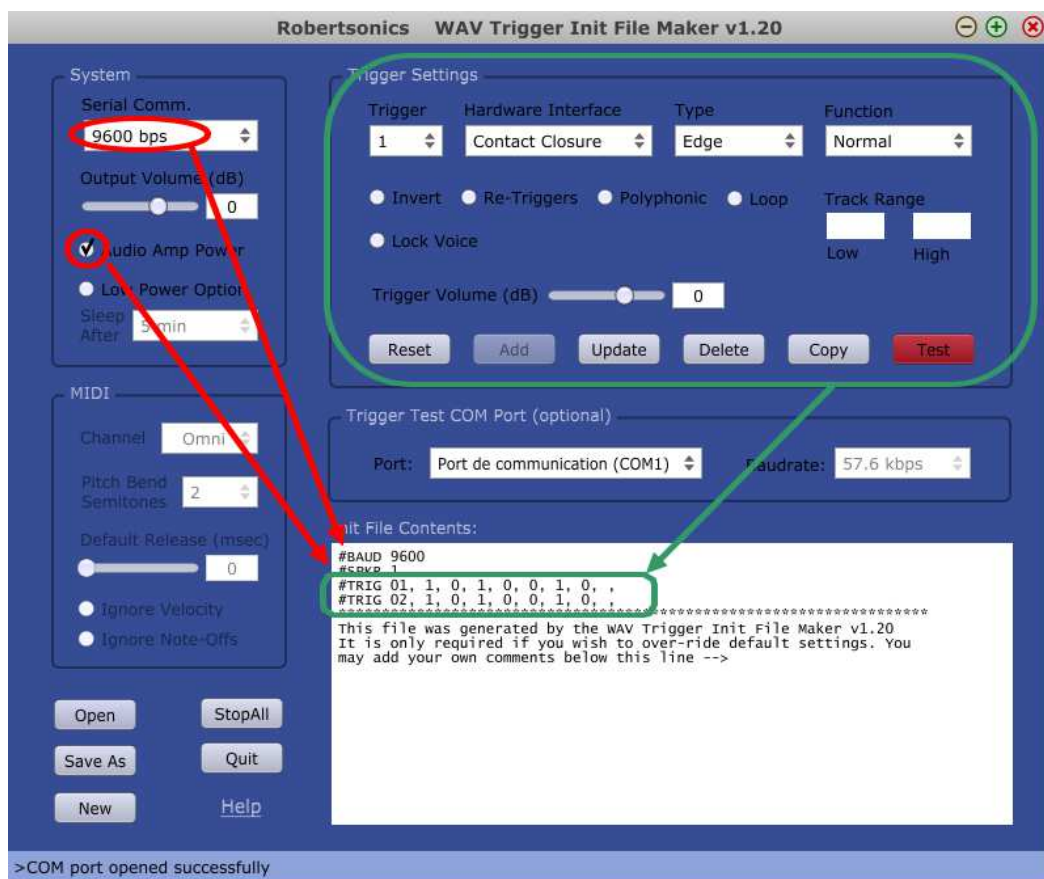 Robertsonics WAV Trigger Init File Maker v1.20
System
Serial Comm.
9600 bps
Output Volume (dB)
0
Audio Amp Power
Low Power Option
Sleep After
5 min
MIDI
Channel
Omni
Pitch Bend Semitones
2
Default Release (msec)
0
Ignore Velocity
Ignore Note-Offs
Open
StopAll
Save As
Quit
New
Help
Trigger Settings
Trigger Hardware Interface Type Function
1 Contact Closure Edge Normal
Invert Re-Triggers Polyphonic Loop Track Range
Lock Voice
Low High
Trigger Volume (dB) 0
Reset Add Update Delete Copy Test
Trigger Test COM Port (optional)
Port: Port de communication (COM1) Baudrate: 57.6 kbps
Init File Contents:
#BAUD 9600
#SPKR 1
#TRIG 01, 1, 0, 1, 0, 0, 1, 0, ,
#TRIG 02, 1, 0, 1, 0, 0, 1, 0, ,
**************************************************************************
This file was generated by the WAV Trigger Init File Maker v1.20
It is only required if you wish to over-ride default settings. You
may add your own comments below this line -->
>COM port opened successfully